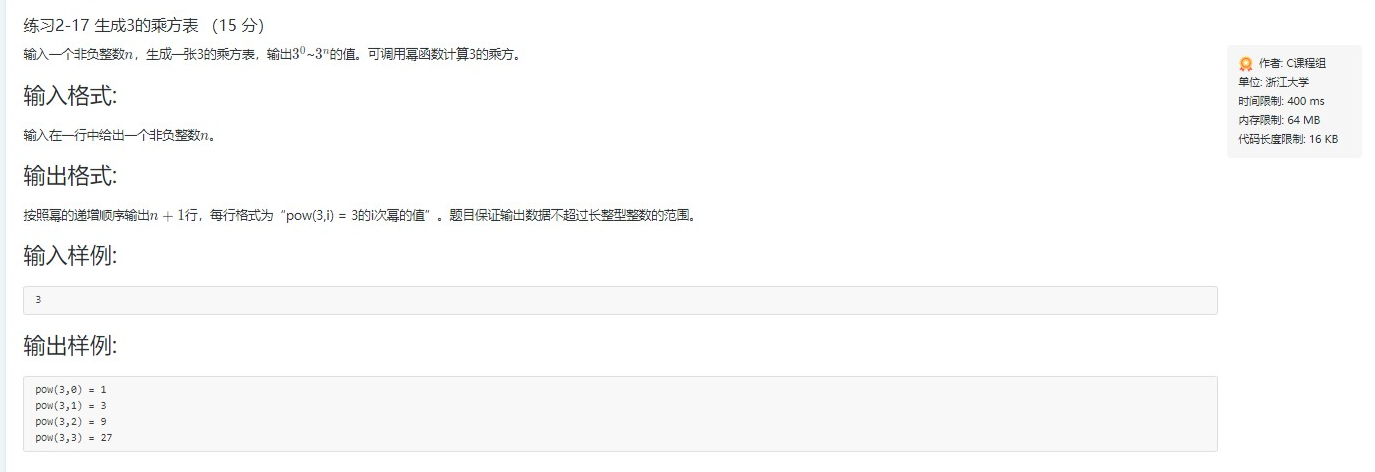 练习2-17 生成3的乘方表 （15 分）
输入一个非负整数n，生成一张3的乘方表，输出3⁰~3ⁿ的值。可调用幂函数计算3的乘方。
输入格式:
输入在一行中给出一个非负整数n。
输出格式:
按照幂的递增顺序输出n + 1行，每行格式为“pow(3,i) = 3的i次幂的值”。题目保证输出数据不超过长整型整数的范围。
输入样例:
3
输出样例:
pow(3,0) = 1
pow(3,1) = 3
pow(3,2) = 9
pow(3,3) = 27
作者: C课程组
单位: 浙江大学
时间限制: 400 ms
内存限制: 64 MB
代码长度限制: 16 KB